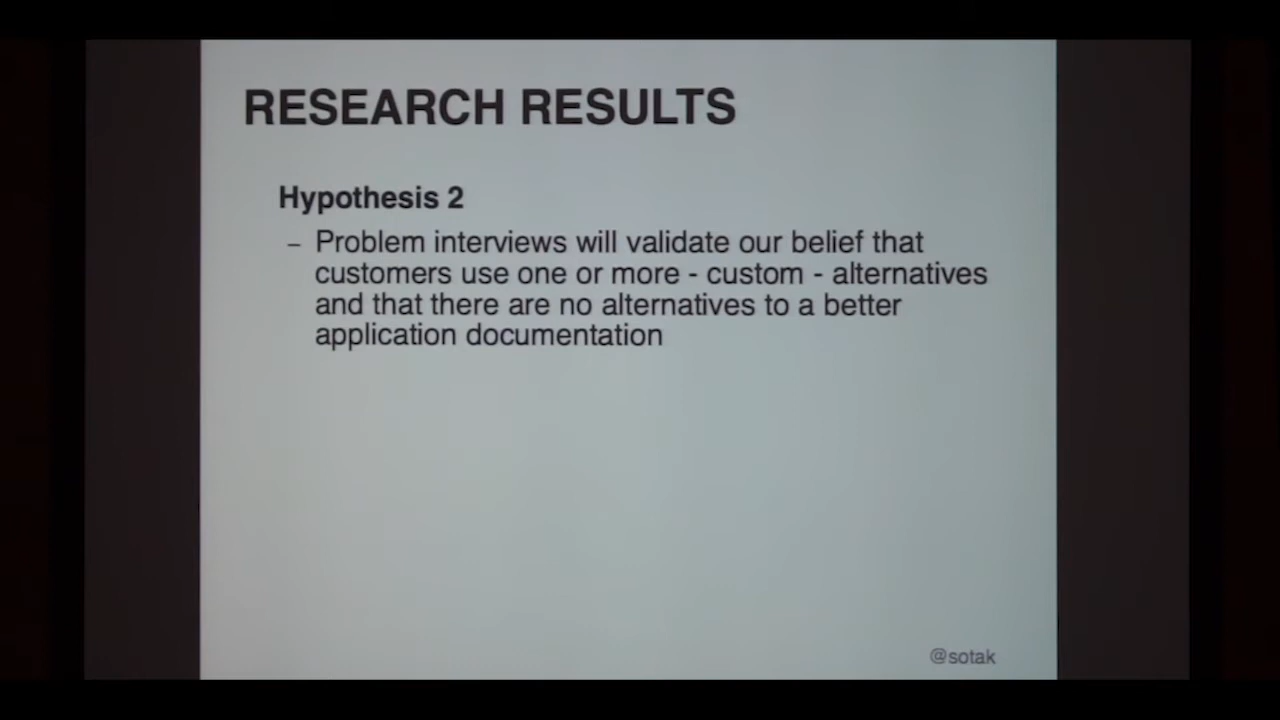 RESEARCH RESULTS
Hypothesis 2
– Problem interviews will validate our belief that
customers use one or more - custom - alternatives
and that there are no alternatives to a better
application documentation
@sotak